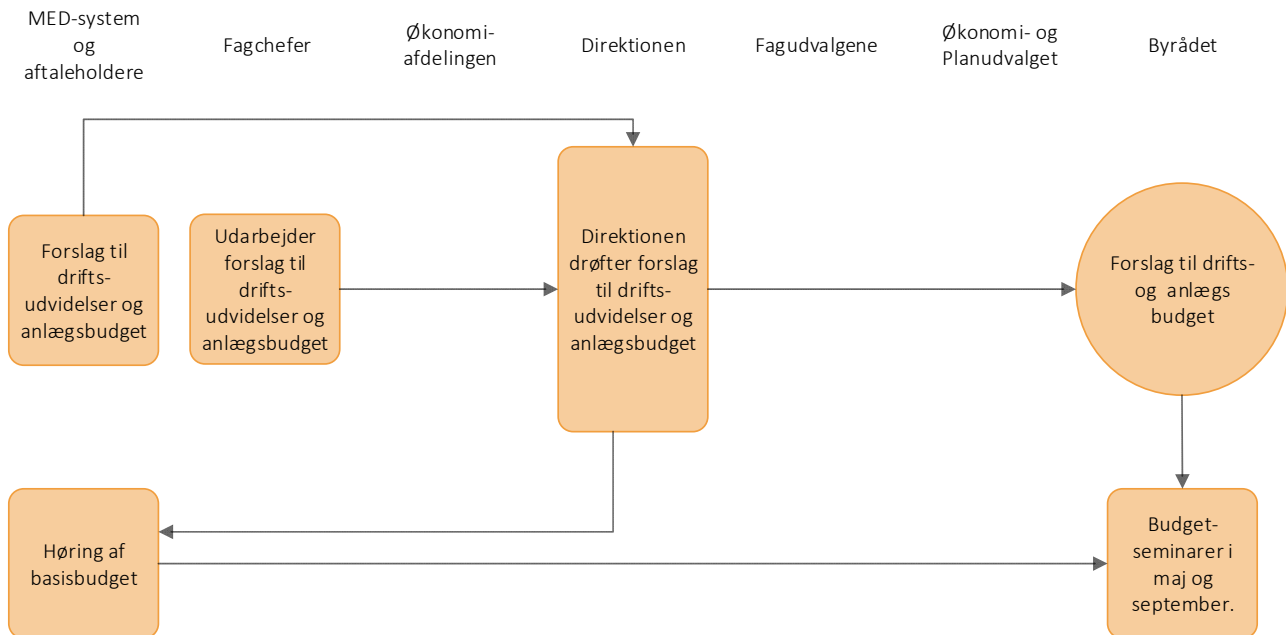 MED-system
og
aftaleholdere
Fagchefer
Økonomi-
afdelingen
Direktionen
Fagudvalgene
Økonomi- og
Planudvalget
Byrådet
Forslag til
drifts-
udvidelser og
anlægsbudget
Udarbejder
forslag til
drifts-
udvidelser og
anlægsbudget
Direktionen
drøfter forslag
til drifts-
udvidelser og
anlægsbudget
Forslag til drifts-
og anlægs
budget
Høring af
basisbudget
Budget-
seminarer i
maj og
september.